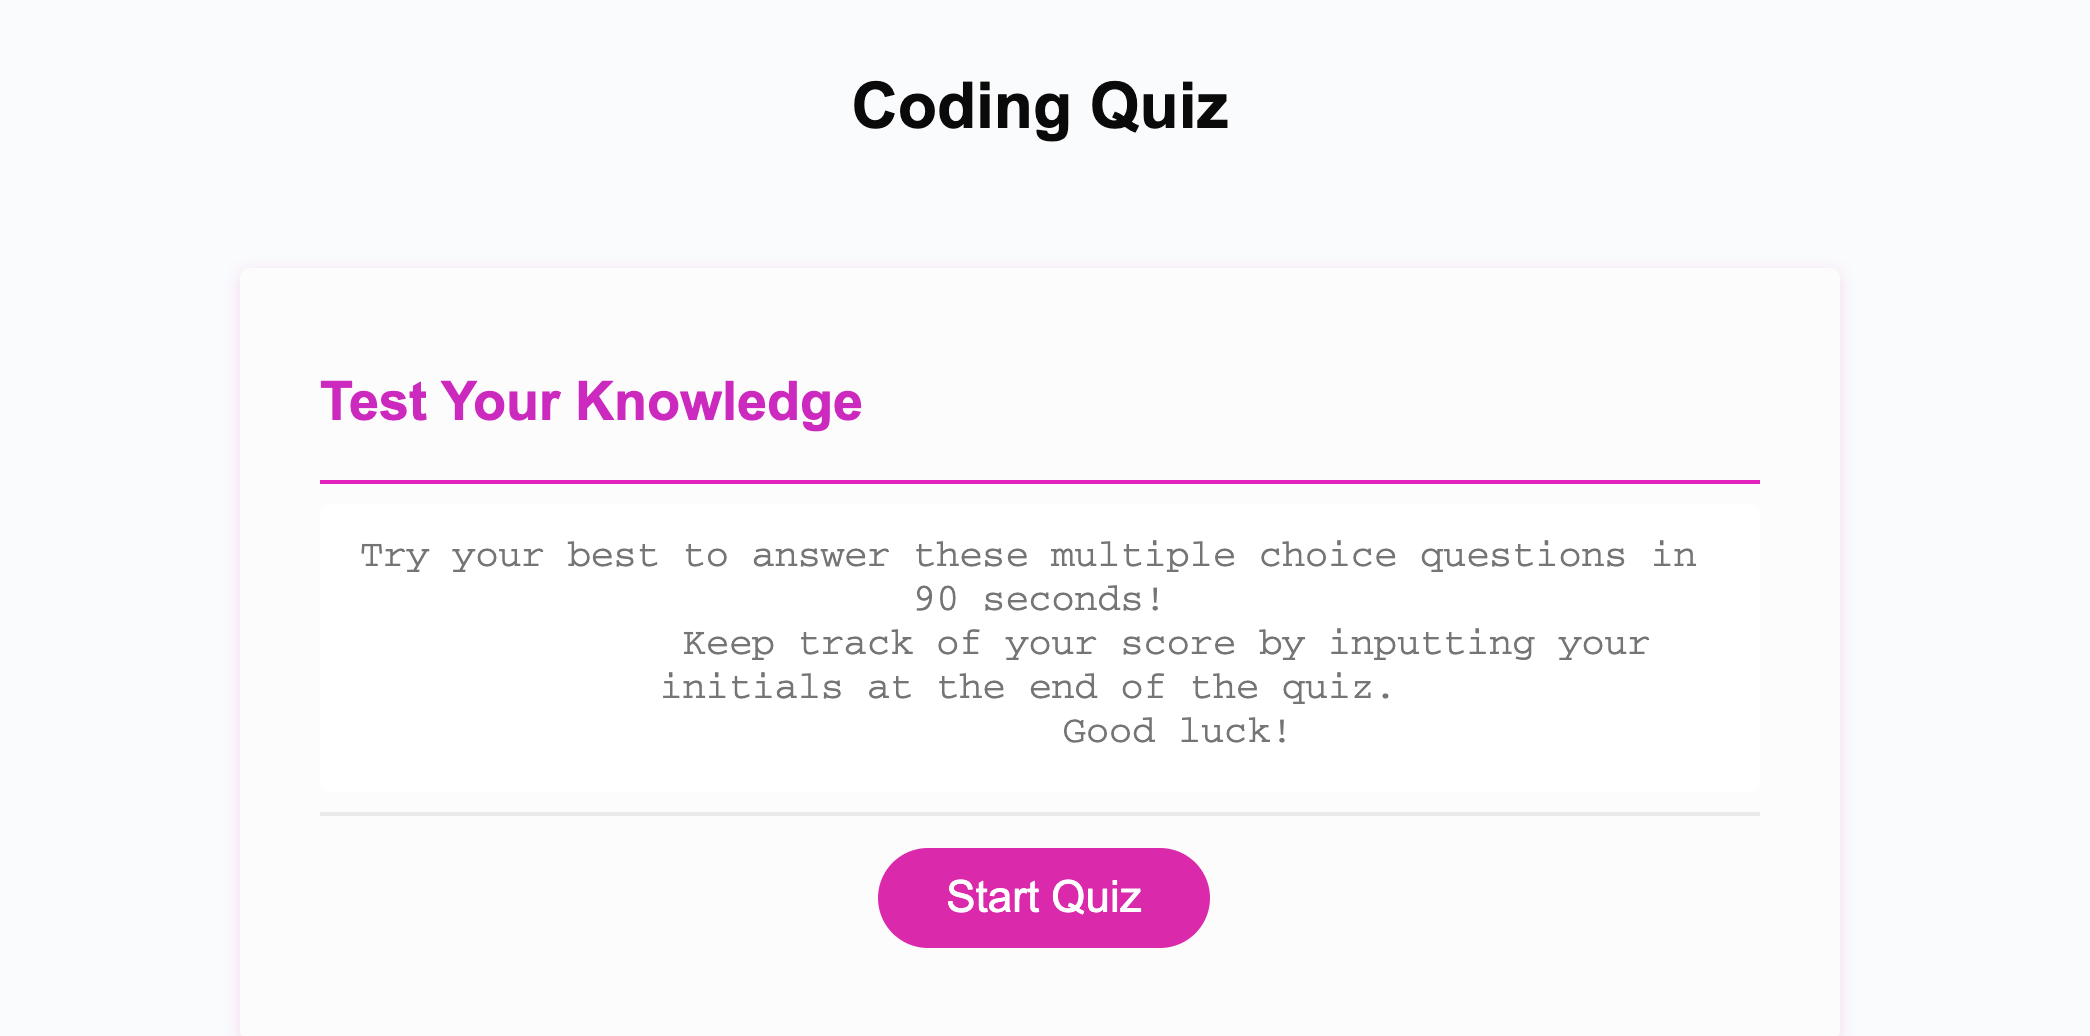 Coding Quiz
Test Your Knowledge
Try your best to answer these multiple choice questions in
90 seconds!
Keep track of your score by inputting your
initials at the end of the quiz.
Good luck!
Start Quiz